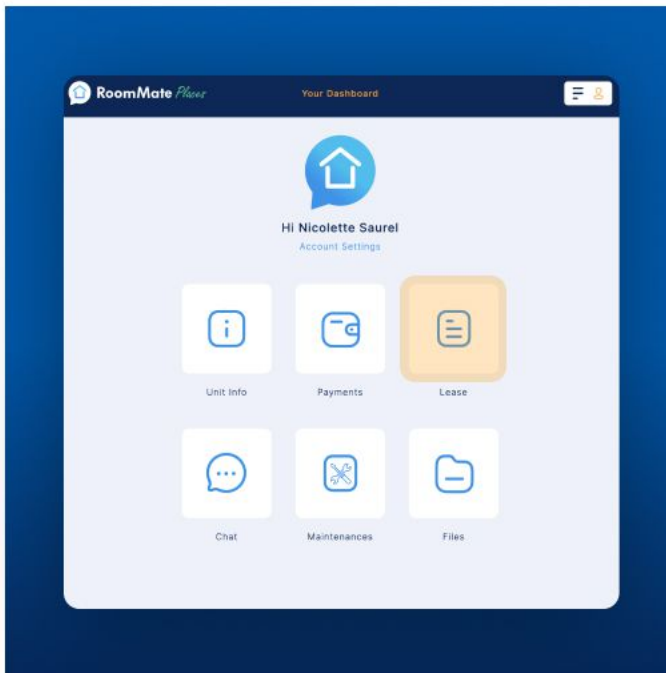 RoomMate Places
Your Dashboard
Hi Nicolette Saurel
Account Settings
Unit Info
Payments
Lease
Chat
Maintenances
Files